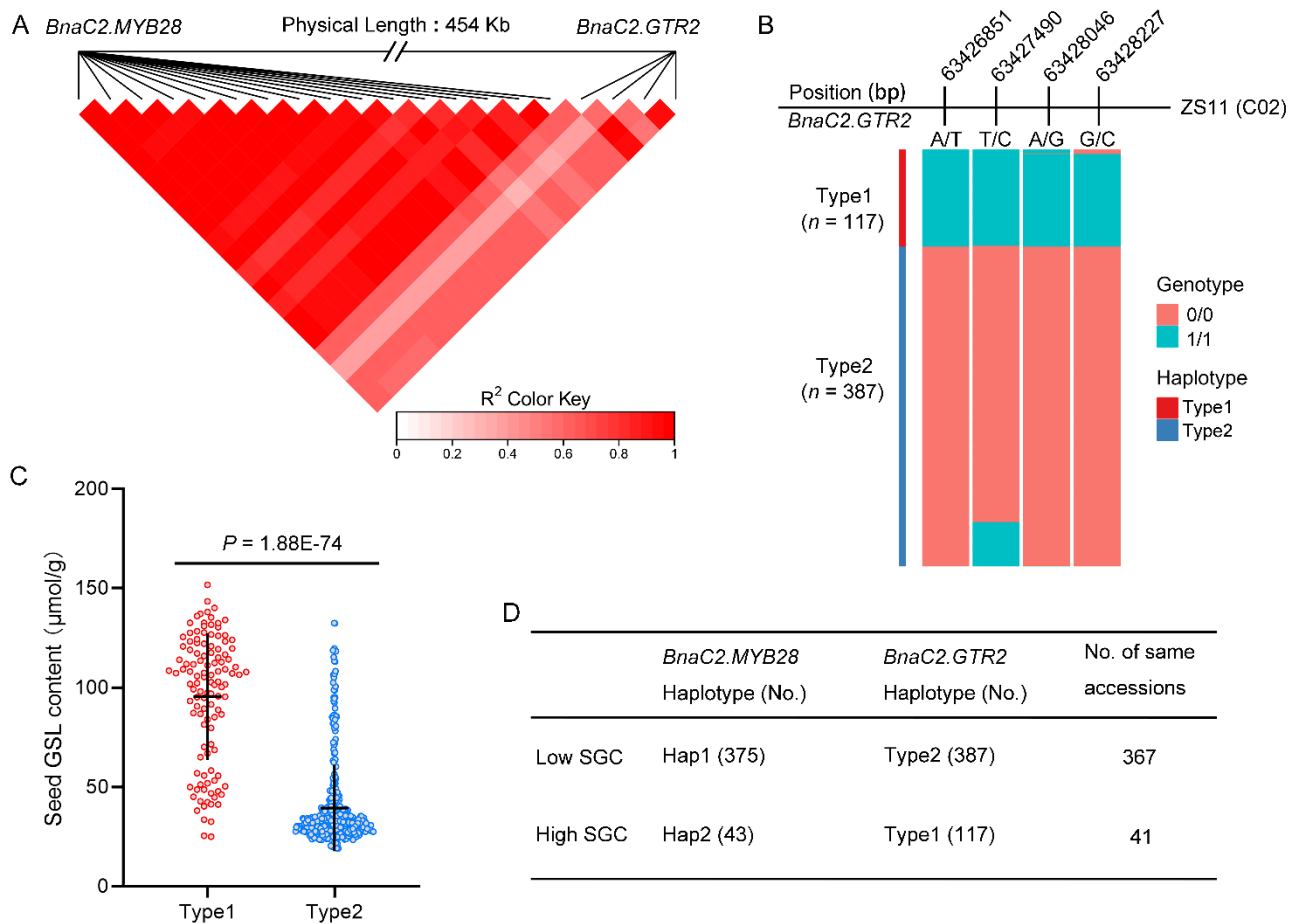 A
BnaC2.MYB28
Physical Length : 454 Kb
BnaC2.GTR2
R2 Color Key
0 0.2 0.4 0.6 0.8 1
B
63426851 63427490 63428046 63428227
Position (bp)
BnaC2.GTR2
ZS11 (C02)
A/T T/C A/G G/C
Type1
(n = 117)
Type2
(n = 387)
Genotype
0/0
1/1
Haplotype
Type1
Type2
C
Seed GSL content (μmol/g)
200
150
100
50
0
P = 1.88E-74
Type1 Type2
D
BnaC2.MYB28 BnaC2.GTR2 No. of same
Haplotype (No.) Haplotype (No.) accessions
Low SGC Hap1 (375) Type2 (387) 367
High SGC Hap2 (43) Type1 (117) 41